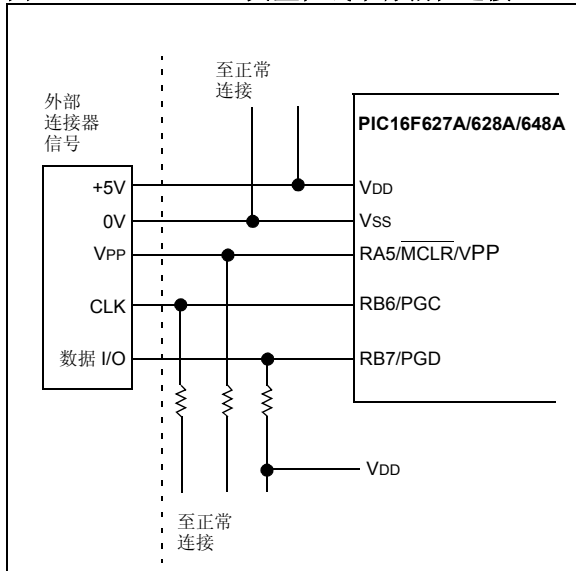 至正常
连接
外部
连接器
信号
PIC16F627A/628A/648A
+5V
VDD
0V
VSS
VPP
RA5/MCLR/VPP
CLK
RB6/PGC
数据 I/O
RB7/PGD
VDD
至正常
连接